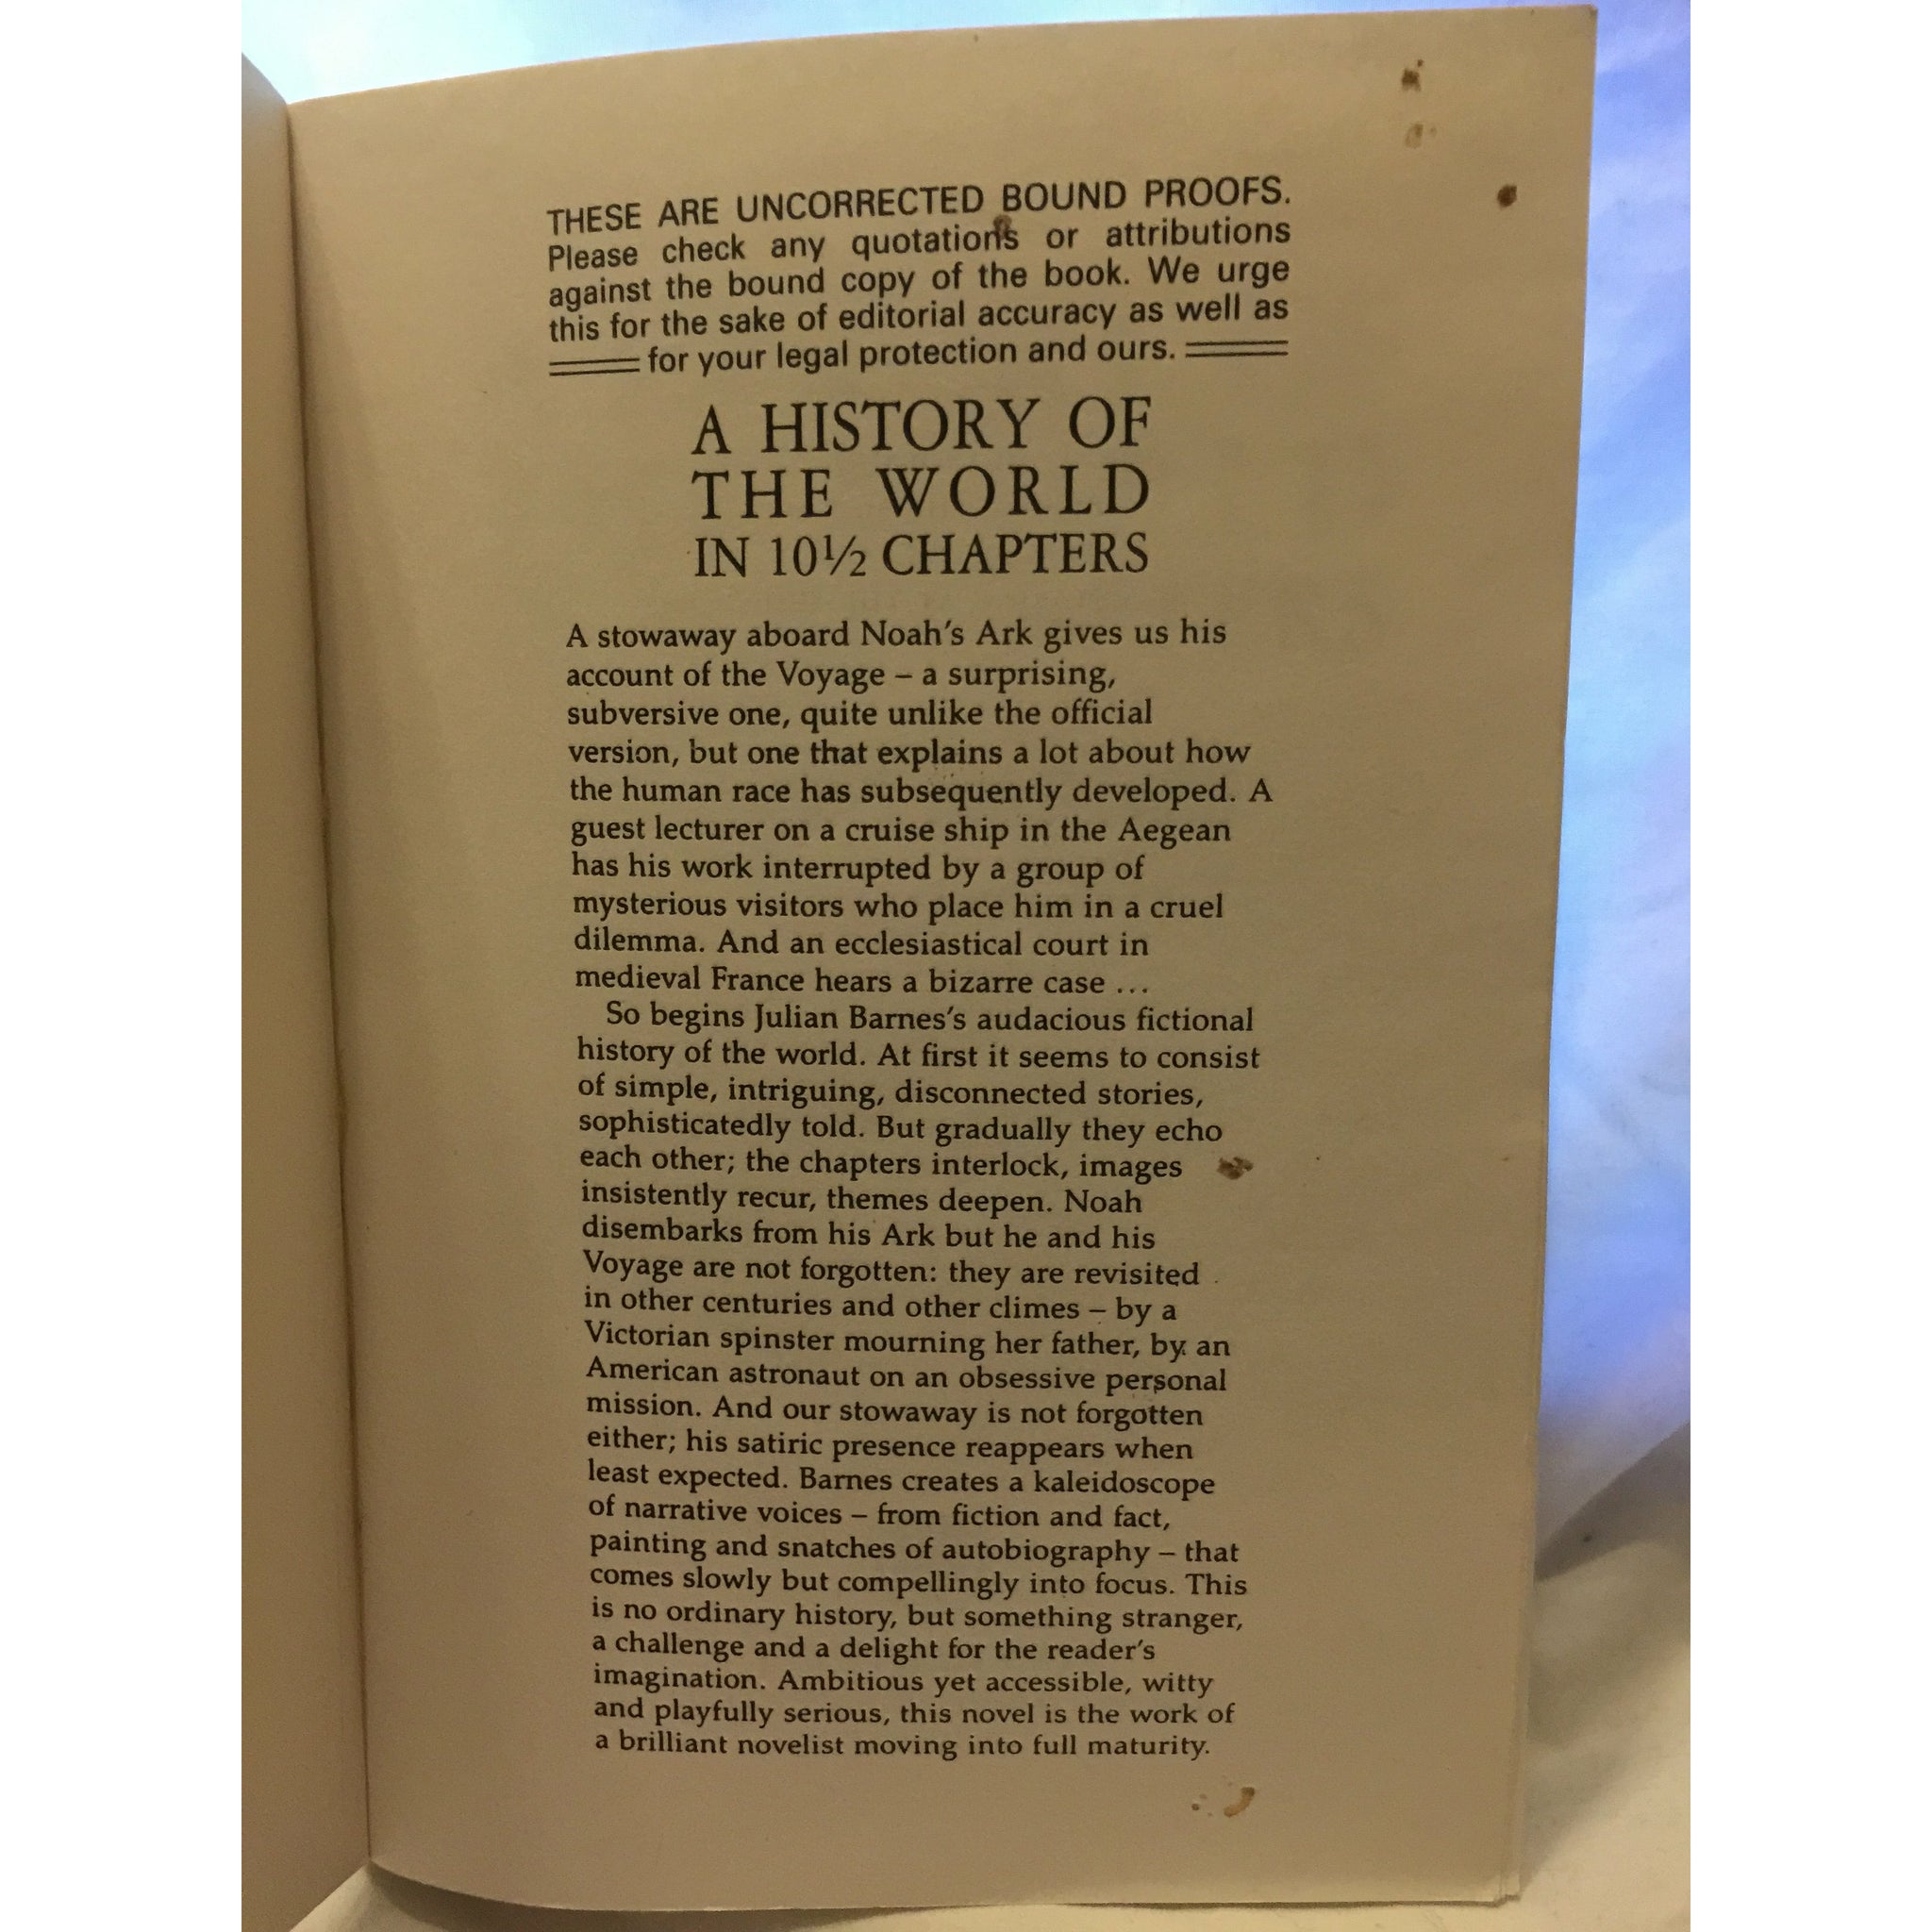 THESE ARE UNCORRECTED BOUND PROOFS.
Please check any quotations or attributions
against the bound copy of the book. We urge
this for the sake of editorial accuracy as well as
for your legal protection and ours.
A HISTORY OF
THE WORLD
IN 10½ CHAPTERS
A stowaway aboard Noah's Ark gives us his
account of the Voyage – a surprising,
subversive one, quite unlike the official
version, but one that explains a lot about how
the human race has subsequently developed. A
guest lecturer on a cruise ship in the Aegean
has his work interrupted by a group of
mysterious visitors who place him in a cruel
dilemma. And an ecclesiastical court in
medieval France hears a bizarre case ...
So begins Julian Barnes's audacious fictional
history of the world. At first it seems to consist
of simple, intriguing, disconnected stories,
sophisticatedly told. But gradually they echo
each other; the chapters interlock, images
insistently recur, themes deepen. Noah
disembarks from his Ark but he and his
Voyage are not forgotten: they are revisited
in other centuries and other climes – by a
Victorian spinster mourning her father, by an
American astronaut on an obsessive personal
mission. And our stowaway is not forgotten
either; his satiric presence reappears when
least expected. Barnes creates a kaleidoscope
of narrative voices – from fiction and fact,
painting and snatches of autobiography – that
comes slowly but compellingly into focus. This
is no ordinary history, but something stranger,
a challenge and a delight for the reader's
imagination. Ambitious yet accessible, witty
and playfully serious, this novel is the work of
a brilliant novelist moving into full maturity.